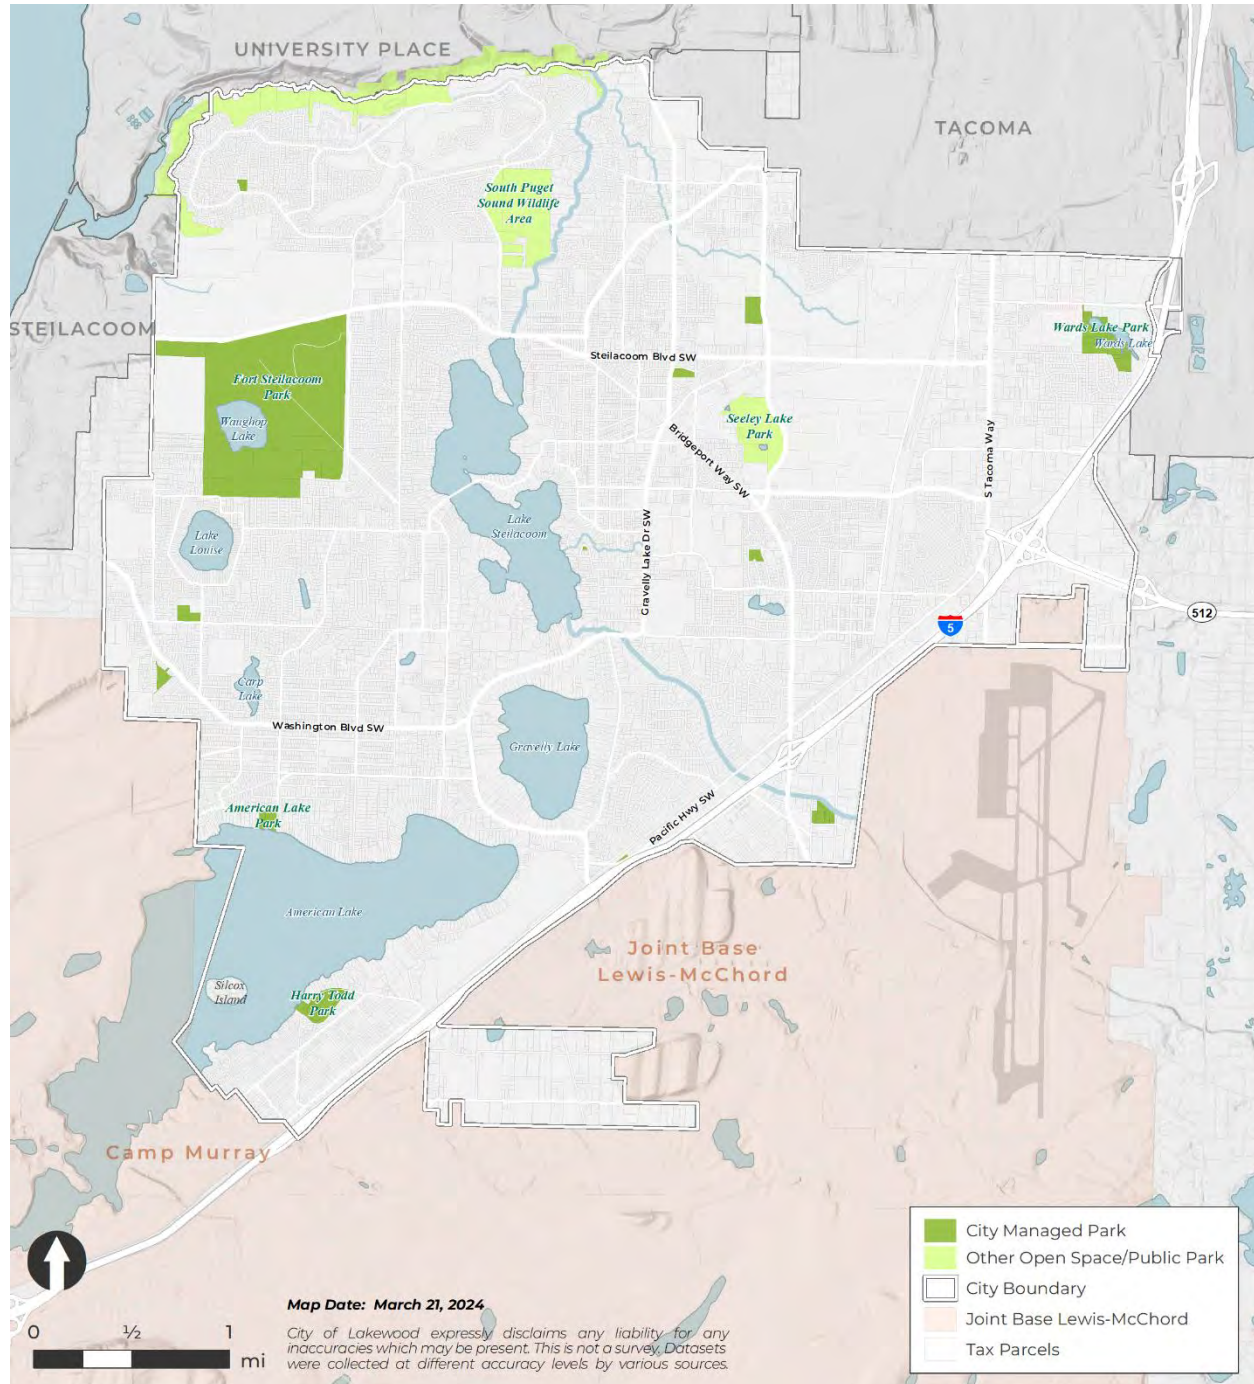 UNIVERSITY PLACE
TACOMA
South Puget
Sound Wildlife
Area
STEILACOOM
Wards Lake Park
Wards Lake
Steilacoom Blvd SW
Fort Steilacoom
Park
Waughop
Lake
Seeley Lake
Park
Bridgeport Way SW
S Tacoma Way
Lake
Steilacoom
Lake
Louise
Gravelly Lake Dr SW
512
5
Carp
Lake
Washington Blvd SW
Gravelly Lake
American Lake
Park
Pacific Hwy SW
American Lake
Joint Base
Lewis-McChord
Silcox
Island
Harry Todd
Park
Camp Murray
City Managed Park
Other Open Space/Public Park
City Boundary
Joint Base Lewis-McChord
Tax Parcels
Map Date: March 21, 2024
0 ½ 1
mi
City of Lakewood expressly disclaims any liability for any
inaccuracies which may be present. This is not a survey. Datasets
were collected at different accuracy levels by various sources.